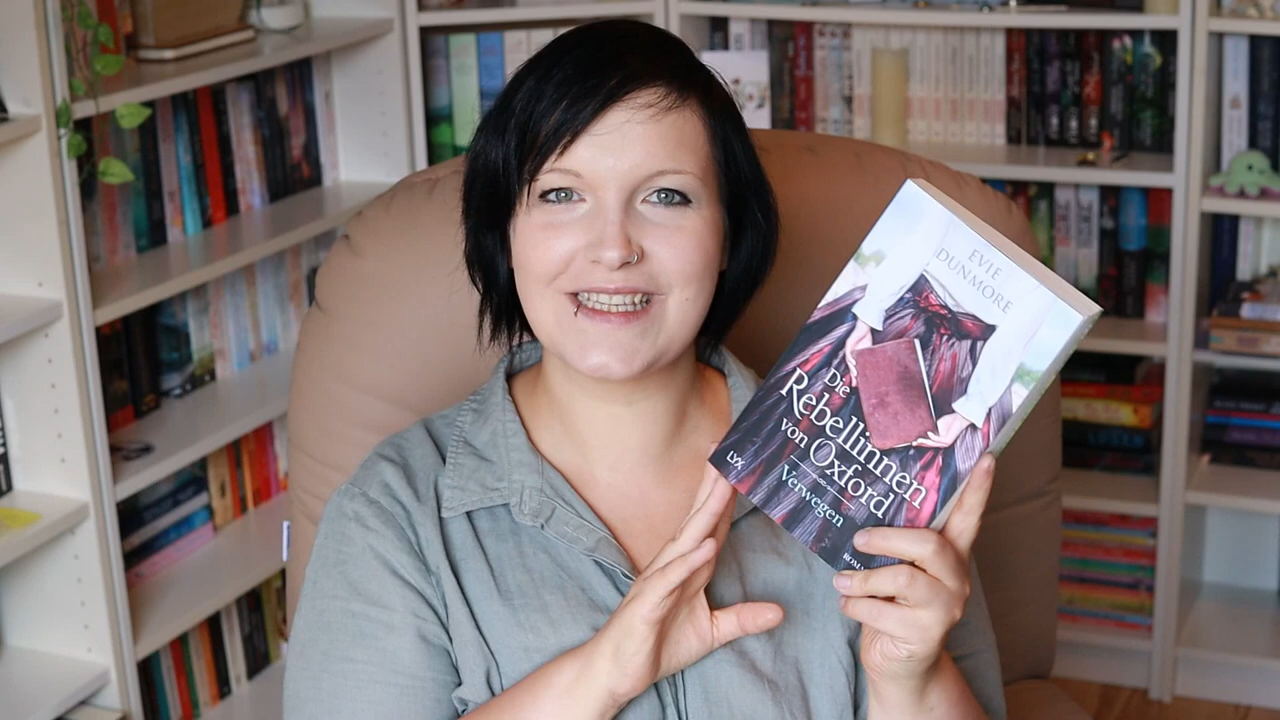 EVIE
DUNMORE
Die
Rebellinnen
von Oxford
Verwegen
LYX